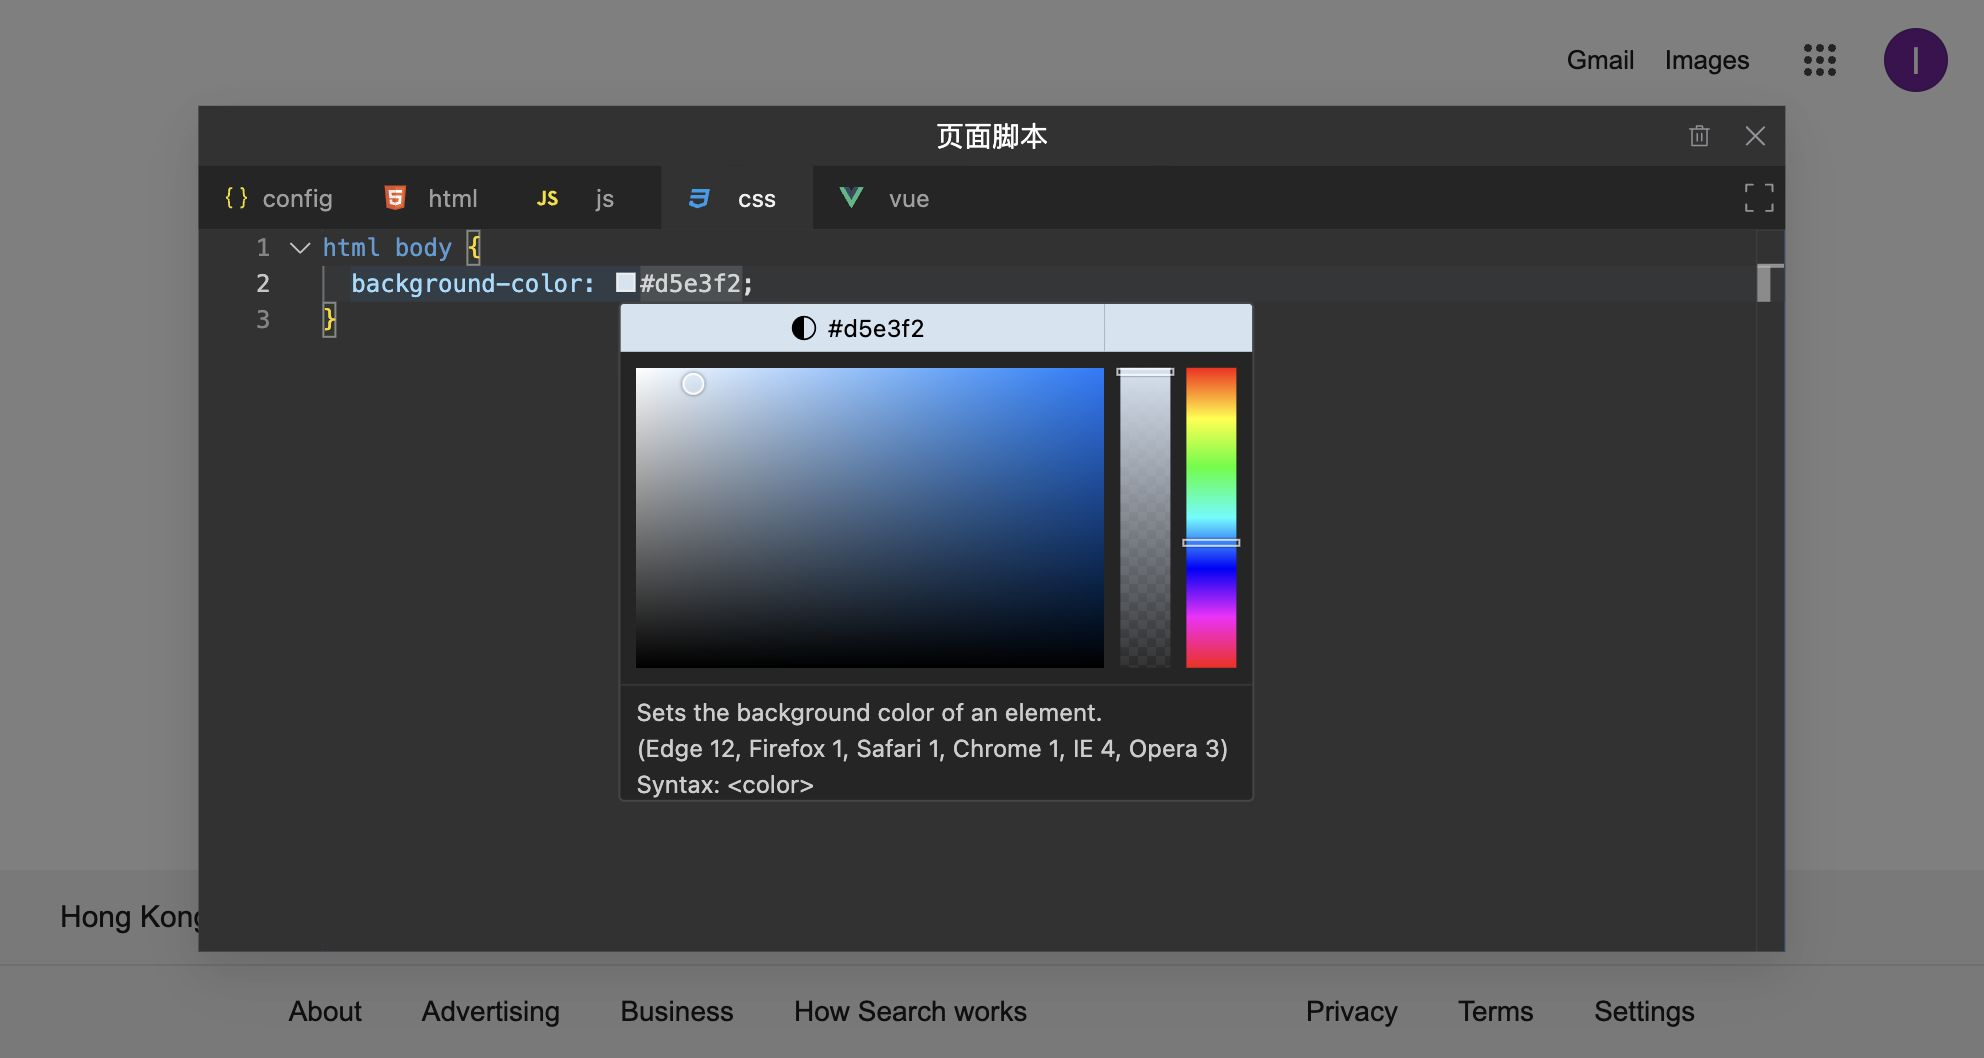 Gmail Images I
页面脚本
{} config html JS js css vue
1 html body {
2 background-color: #d5e3f2;
3 }
#d5e3f2
Sets the background color of an element.
(Edge 12, Firefox 1, Safari 1, Chrome 1, IE 4, Opera 3)
Syntax: <color>
Hong Kong
About Advertising Business How Search works Privacy Terms Settings